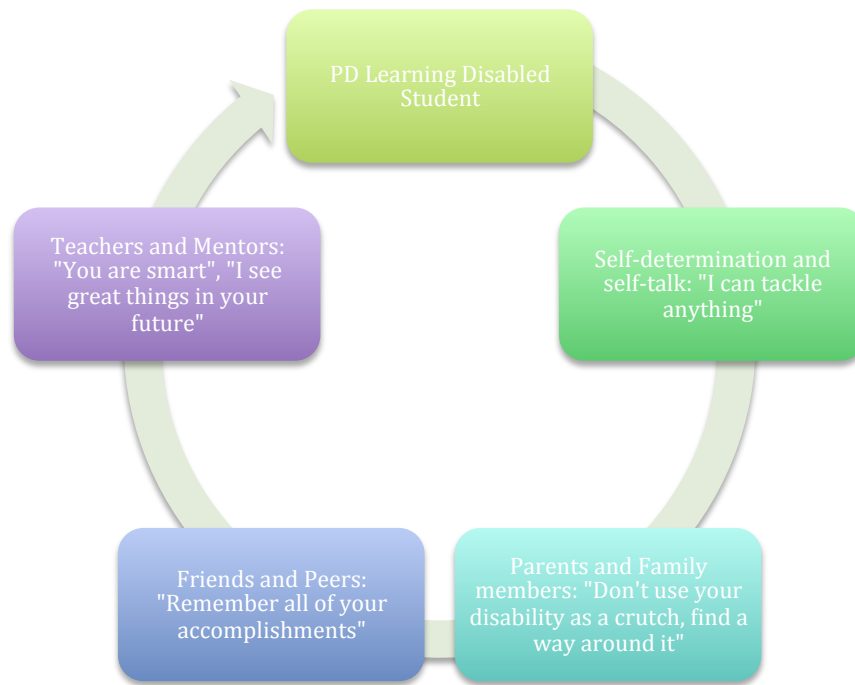 PD Learning Disabled
Student
Self-determination and
self-talk: "I can tackle
anything"
Parents and Family
members: "Don't use your
disability as a crutch, find a
way around it"
Friends and Peers:
"Remember all of your
accomplishments"
Teachers and Mentors:
"You are smart", "I see
great things in your
future"